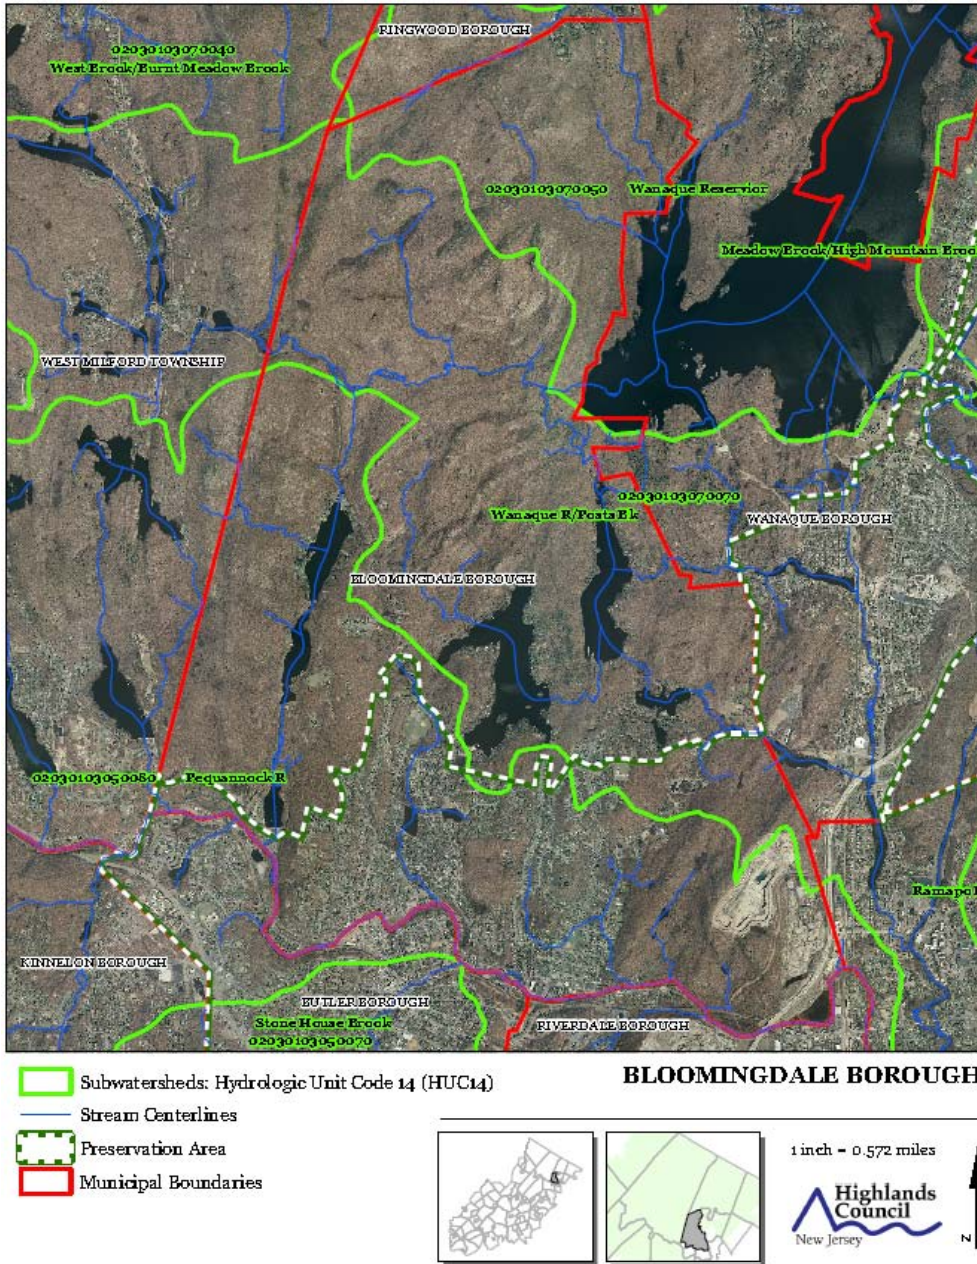 RINGWOOD BOROUGH
02030103070040
West Brook/Burnt Meadow Brook
02030103070050
Wanaque Reservior
Meadow Brook/High Mountain Broo
WEST MILFORD TOWNSHIP
02030103070070
Wanaque R/Posts Bk
WANAQUE BOROUGH
BLOOMINGDALE BOROUGH
02030103050080
Pequannock R
Ramapo
KINNELON BOROUGH
BUTLER BOROUGH
Stone House Brook
02030103050070
RIVERDALE BOROUGH
Subwatersheds: Hydrologic Unit Code 14 (HUC14)
Stream Centerlines
Preservation Area
Municipal Boundaries
BLOOMINGDALE BOROUGH
1 inch = 0.572 miles
Highlands
Council
New Jersey
N